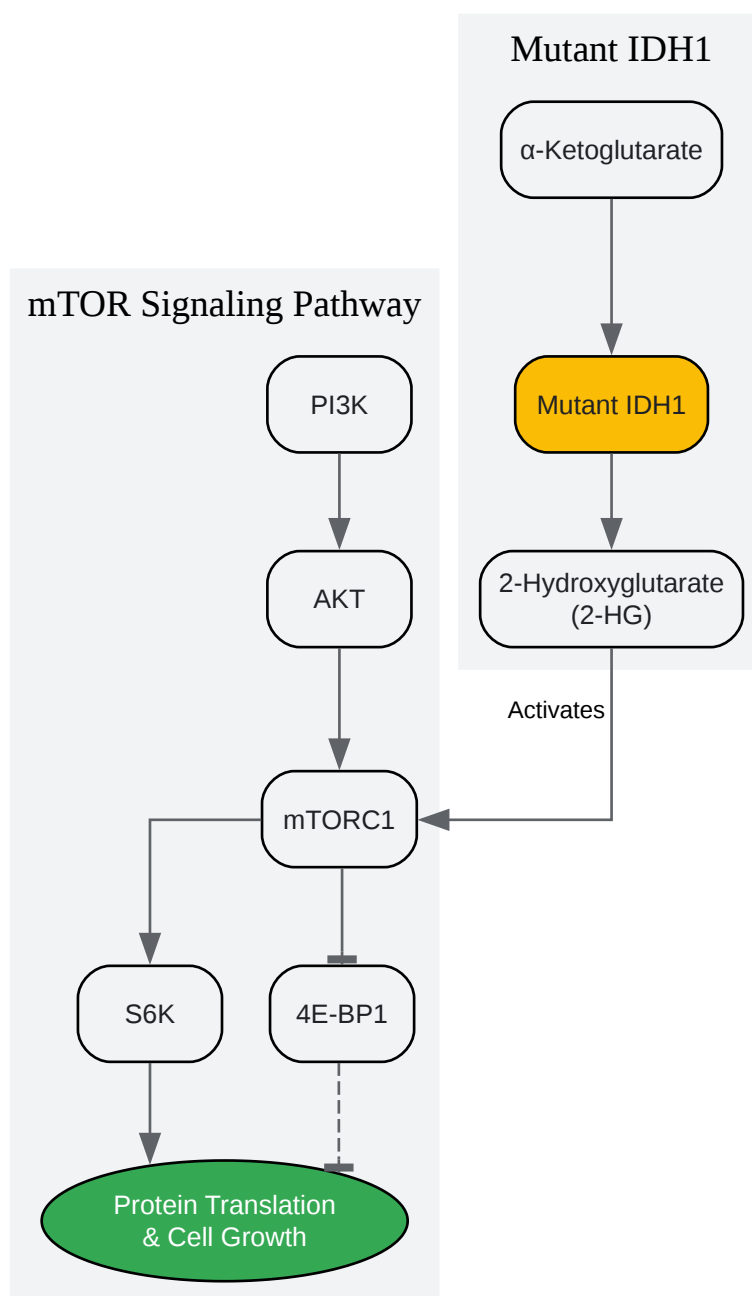 Mutant IDH1
α-Ketoglutarate
mTOR Signaling Pathway
PI3K
Mutant IDH1
AKT
2-Hydroxyglutarate
(2-HG)
Activates
mTORC1
S6K
4E-BP1
Protein Translation
& Cell Growth